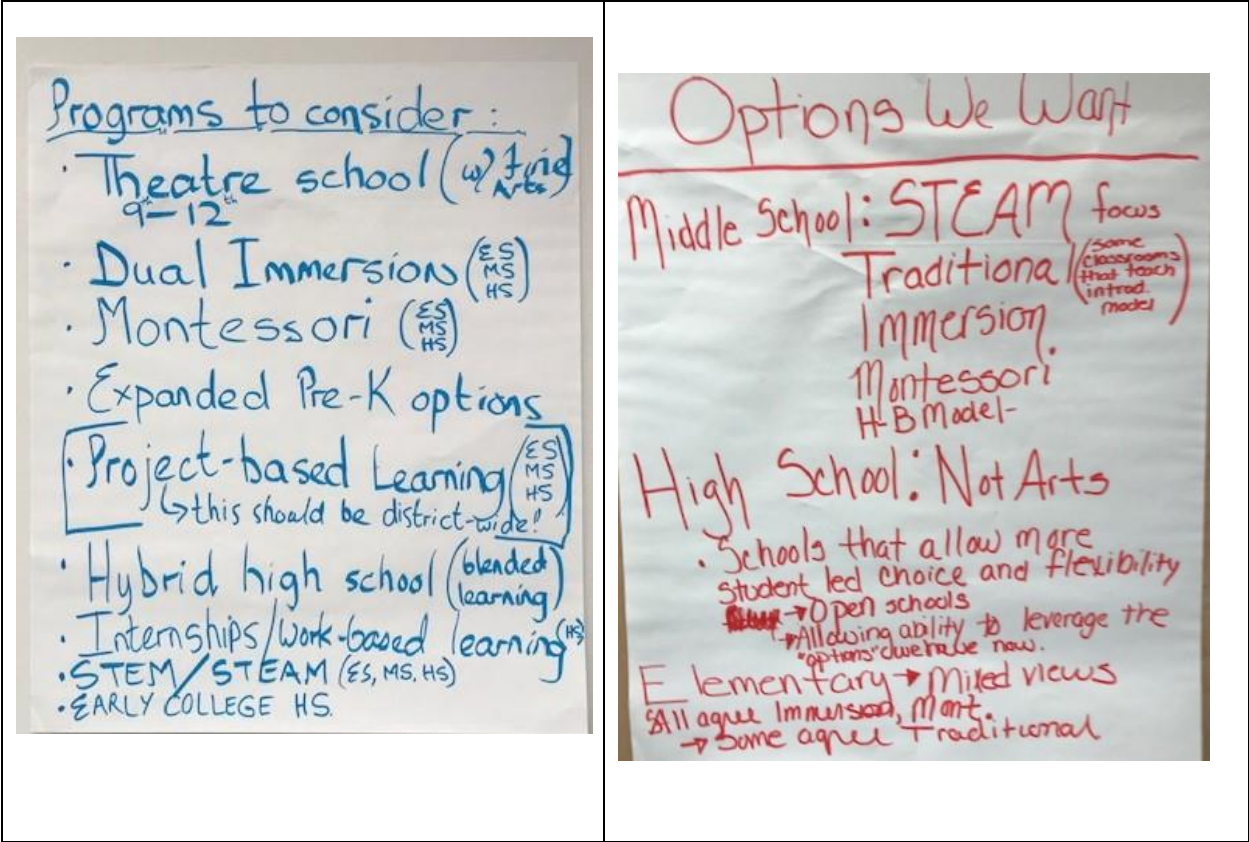 Programs to consider:
· Theatre school (w/ Fine Arts)
9th-12th
· Dual Immersion (ES MS HS)
· Montessori (ES MS HS)
· Expanded Pre-K options
· Project-based Learning (ES MS HS)
↳ this should be district-wide!
· Hybrid high school (blended learning)
· Internships/work-based learning (HS)
· STEM/STEAM (ES, MS, HS)
· EARLY COLLEGE HS.
Options We Want
Middle School: STEAM focus
Traditional (some classrooms that teach in trad. model)
Immersion
Montessori
H-B Model-
High School: Not Arts
· Schools that allow more
student led choice and flexibility
→ Open schools
→ Allowing ability to leverage the
"options" we have now.
Elementary → Mixed views
All agree Immersion, Mont.
→ Some agree Traditional